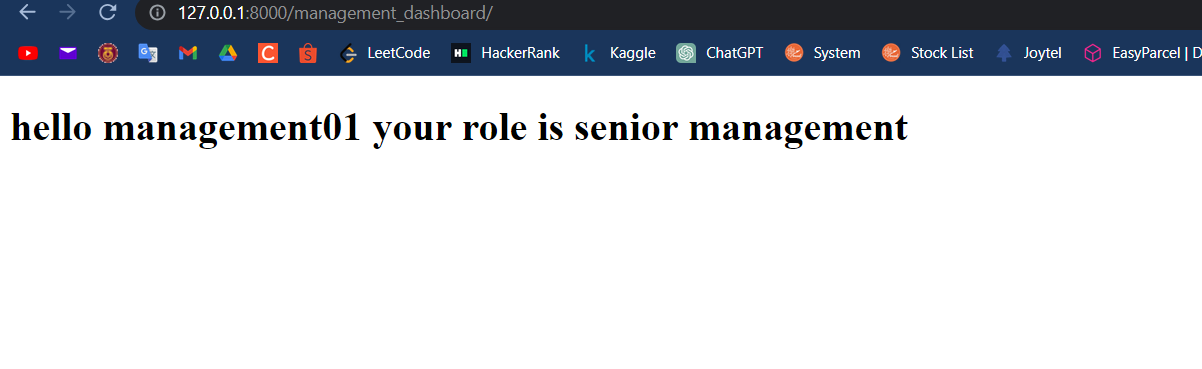 127.0.0.1:8000/management_dashboard/
LeetCode HackerRank Kaggle ChatGPT System Stock List Joytel EasyParcel | D
hello management01 your role is senior management